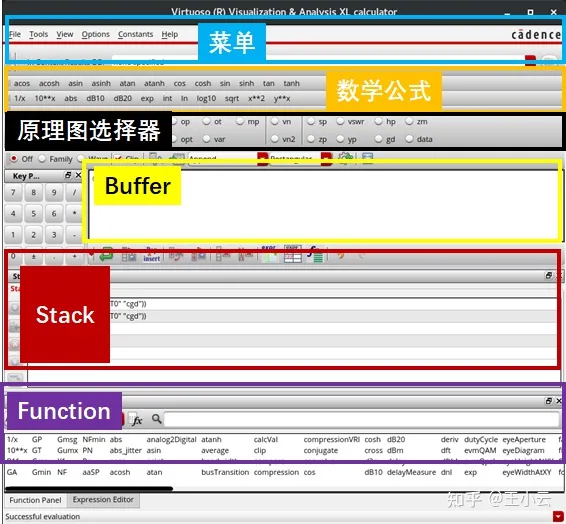 Virtuoso (R) Visualization & Analysis XL calculator
File Tools View Options Constants Help cādence
菜单
acos acosh asin asinh atan atanh cos cosh sin sinh tan tanh
1/x 10**x abs dB10 dB20 exp int ln log10 sqrt x**2 y**x
数学公式
原理图选择器
op ot mp vn sp vswr hp zm
opt var vn2 zp yp gd data
Off Family Wave Clip Append Rectangular
Key P...
7 8 9 /
4 5 6 *
1 2 3 -
0 ± . +
Buffer
Stack
T0" "cgd"))
T0" "cgd"))
Function
fx
1/x GP Gmsg NFmin abs analog2Digital atanh calcVal compressionVRI cosh dB20 deriv dutyCycle eyeAperture
10**x GT Gumx PN abs_jitter asin average clip conjugate cross dBm dft evmQAM eyeDiagram
GA Gmin NF aaSP acosh atan busTransition compression cos dB10 delayMeasure dnl exp eyeWidthAtXY
Function Panel Expression Editor
Successful evaluation
知乎 @王小云